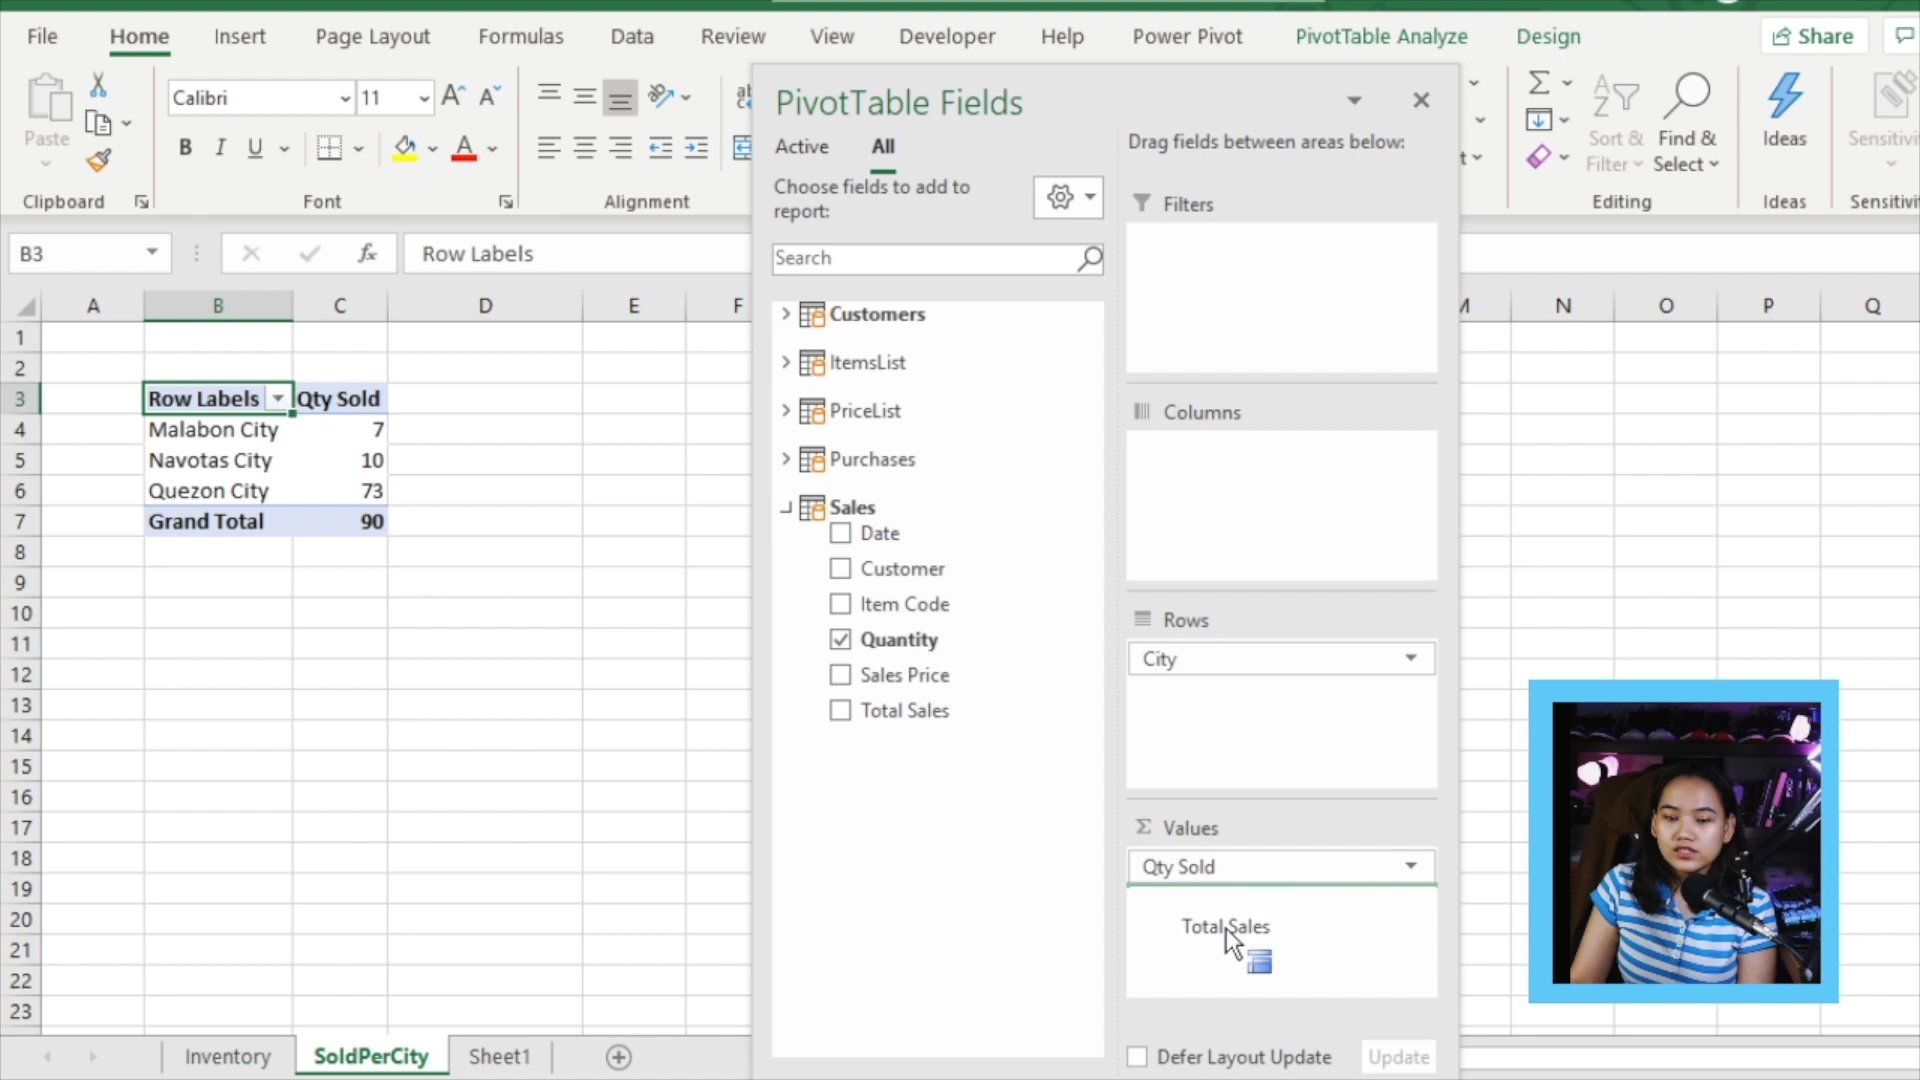 File Home Insert Page Layout Formulas Data Review View Developer Help Power Pivot PivotTable Analyze Design Share
Paste
Calibri 11
B I U
Sort & Filter
Find & Select
Ideas
Clipboard Font Alignment Editing Ideas
B3 fx Row Labels
A B C D E F N O P Q
1
2
3 Row Labels Qty Sold
4 Malabon City 7
5 Navotas City 10
6 Quezon City 73
7 Grand Total 90
8
9
10
11
12
13
14
15
16
17
18
19
20
21
22
23
Inventory SoldPerCity Sheet1
PivotTable Fields
Active All
Choose fields to add to
report:
Search
Customers
ItemsList
PriceList
Purchases
Sales
Date
Customer
Item Code
Quantity
Sales Price
Total Sales
Drag fields between areas below:
Filters
Columns
Rows
City
Σ Values
Qty Sold
Total Sales
Defer Layout Update Update